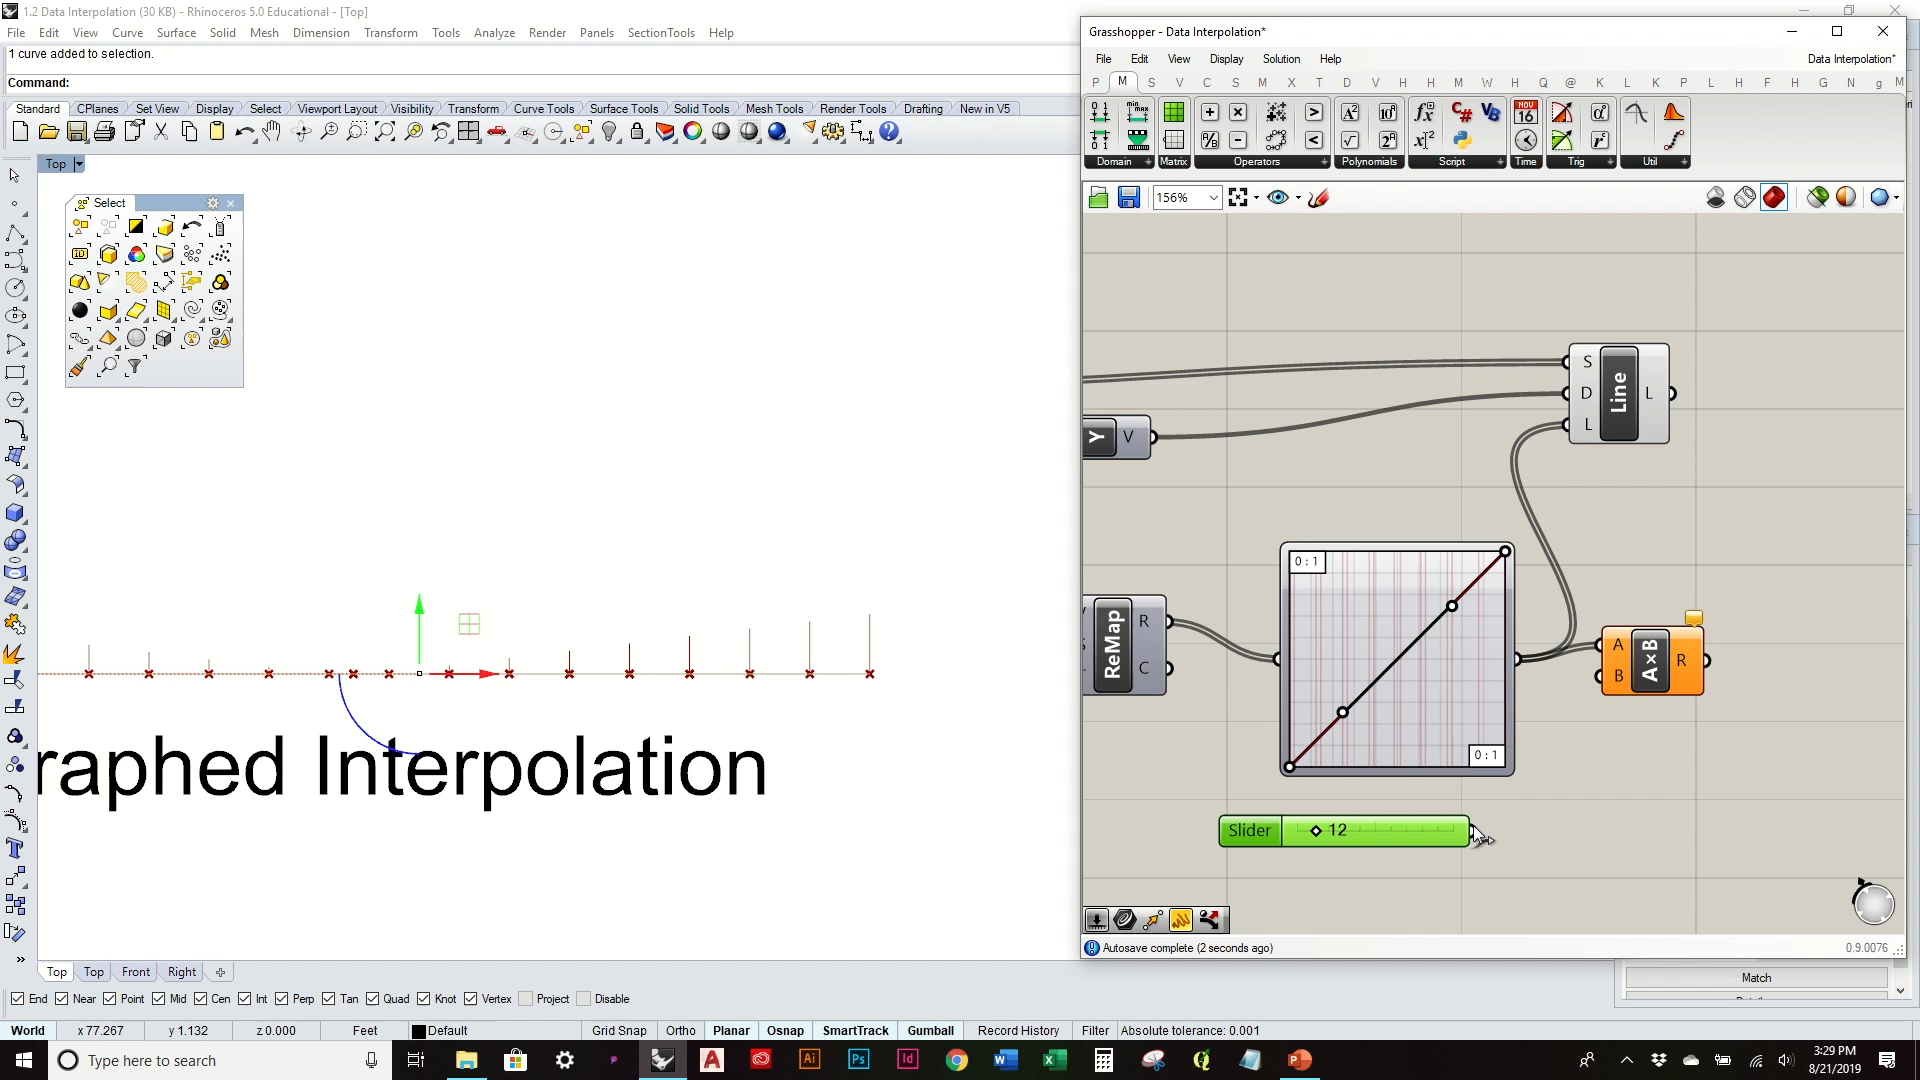 1.2 Data Interpolation (30 KB) - Rhinoceros 5.0 Educational - [Top]
File Edit View Curve Surface Solid Mesh Dimension Transform Tools Analyze Render Panels SectionTools Help
1 curve added to selection.
Command:
Standard CPlanes Set View Display Select Viewport Layout Visibility Transform Curve Tools Surface Tools Solid Tools Mesh Tools Render Tools Drafting New in V5
Top
Select
raphed Interpolation
Grasshopper - Data Interpolation*
File Edit View Display Solution Help
Data Interpolation*
P M S V C S M X T D V H H M W H Q @ K L K P L H F H G N g M
Domain Matrix Operators Polynomials Script Time Trig Util
156%
S
D
L
Line
L
Y
V
ReMap
R
C
0 : 1
0 : 1
A
B
A×B
R
Slider
12
Autosave complete (2 seconds ago)
0.9.0076
Match
Top Top Front Right
End Near Point Mid Cen Int Perp Tan Quad Knot Vertex Project Disable
World x 77.267 y 1.132 z 0.000 Feet Default Grid Snap Ortho Planar Osnap SmartTrack Gumball Record History Filter Absolute tolerance: 0.001
Type here to search
3:29 PM
8/21/2019